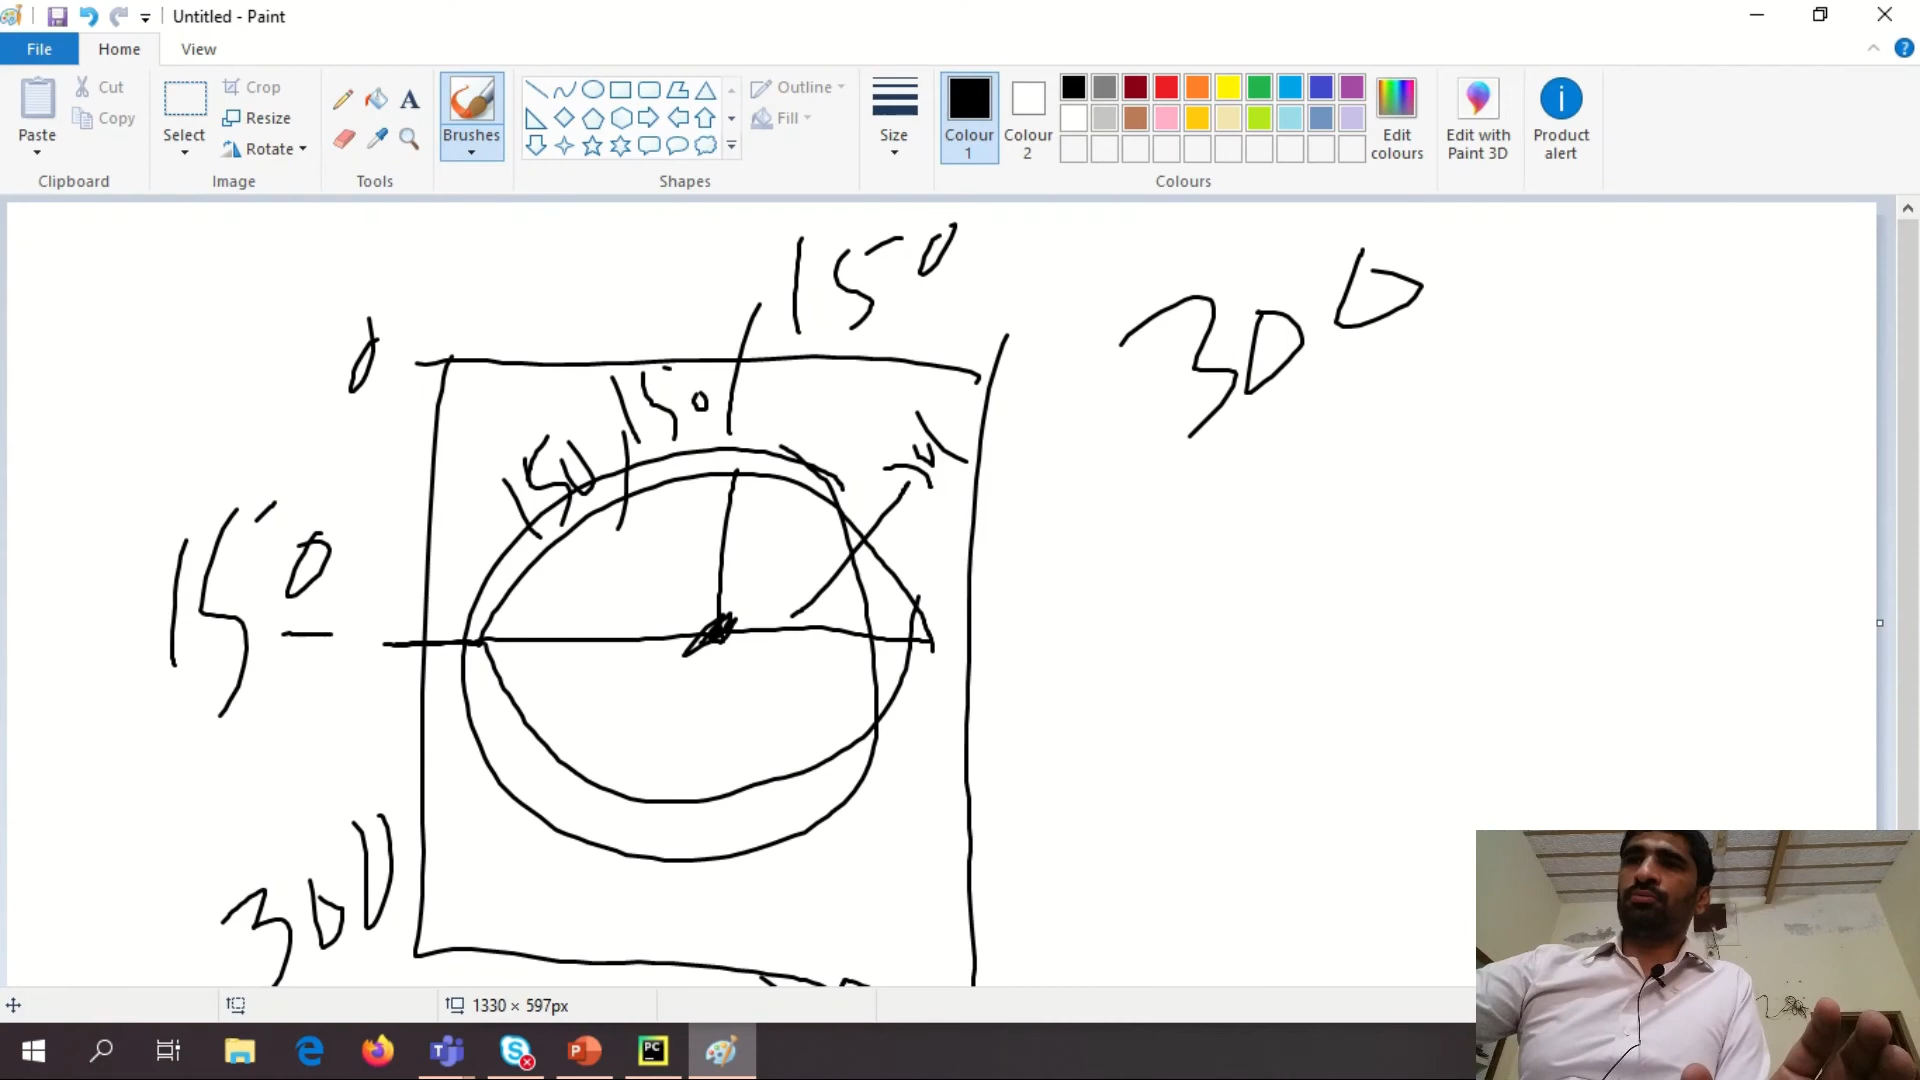 Untitled - Paint
File Home View
Paste Cut Copy
Clipboard
Select Crop Resize Rotate
Image
Tools
Brushes
Shapes
Outline
Fill
Size
Colour 1
Colour 2
Edit colours
Colours
Edit with Paint 3D
Product alert
150
0
300
150
150
150
300
1330 × 597px